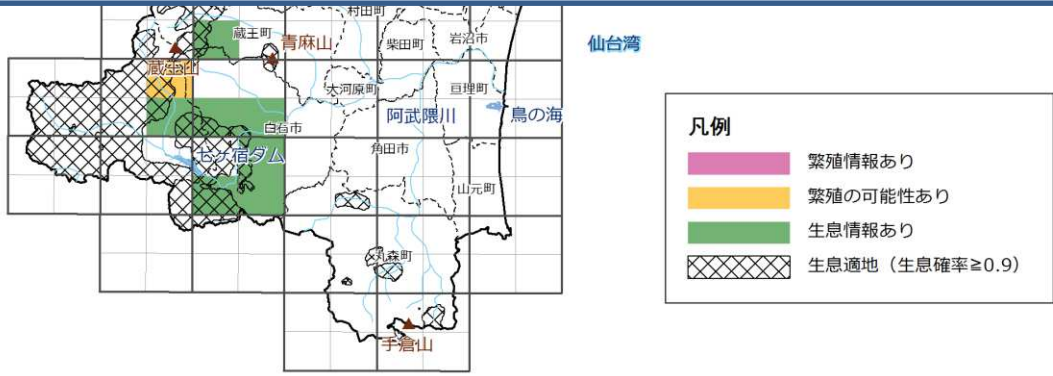 村田町
蔵王町
柴田町
岩沼市
仙台湾
青麻山
蔵王山
大河原町
亘理町
阿武隈川
鳥の海
白石市
角田市
七ヶ宿ダム
山元町
丸森町
手倉山
凡例
繁殖情報あり
繁殖の可能性あり
生息情報あり
生息適地（生息確率≧0.9）